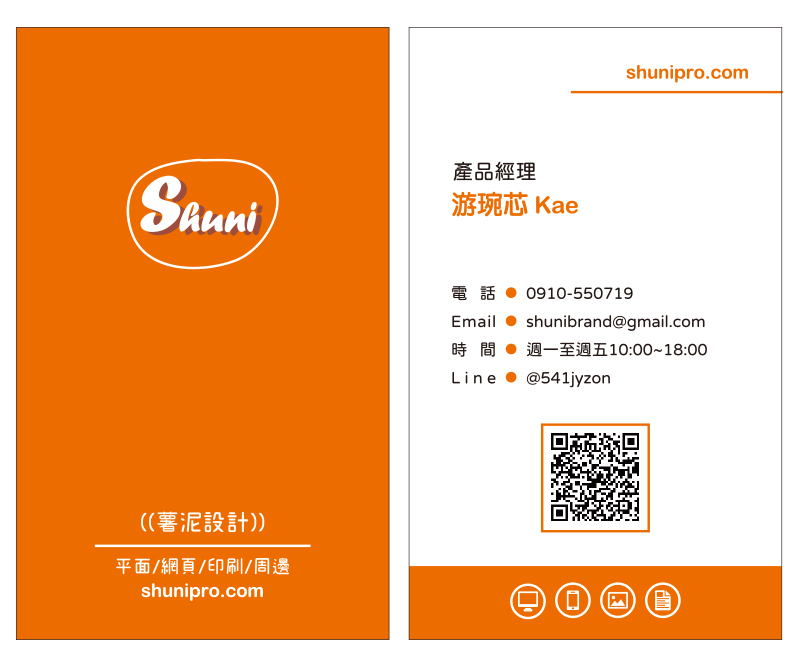 Shuni
((薯泥設計))
平面/網頁/印刷/周邊
shunipro.com
shunipro.com
產品經理
游琬芯 Kae
電 話 ● 0910-550719
Email ● shunibrand@gmail.com
時 間 ● 週一至週五10:00~18:00
Line ● @541jyzon